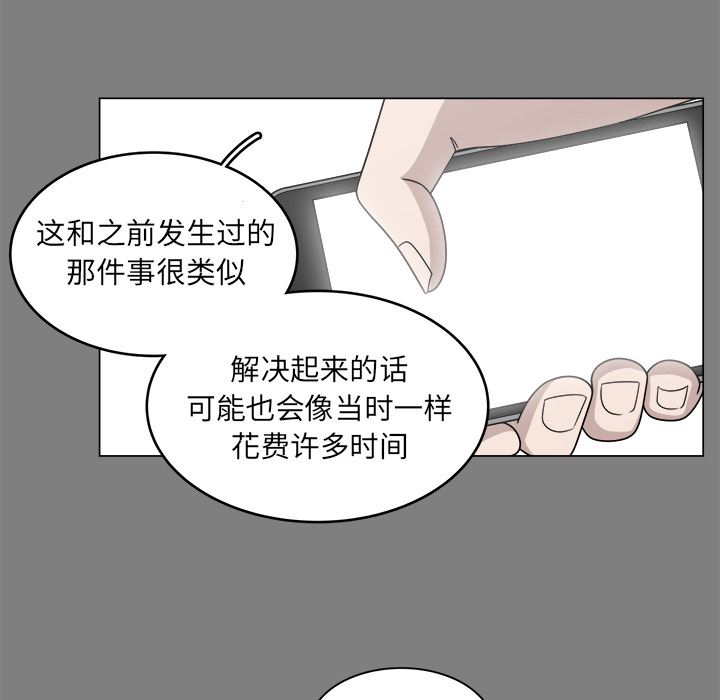 这和之前发生过的
那件事很类似
解决起来的话
可能也会像当时一样
花费许多时间